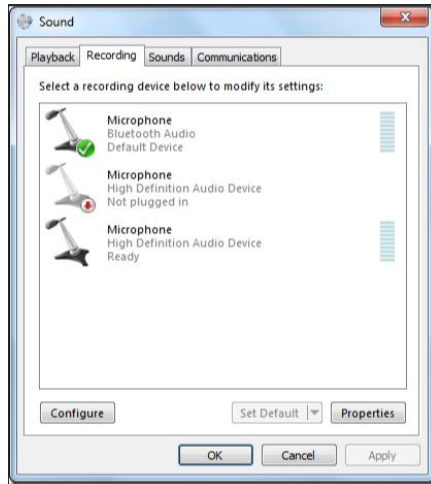 Sound
Playback Recording Sounds Communications
Select a recording device below to modify its settings:
Microphone
Bluetooth Audio
Default Device
Microphone
High Definition Audio Device
Not plugged in
Microphone
High Definition Audio Device
Ready
Configure Set Default Properties
OK Cancel Apply